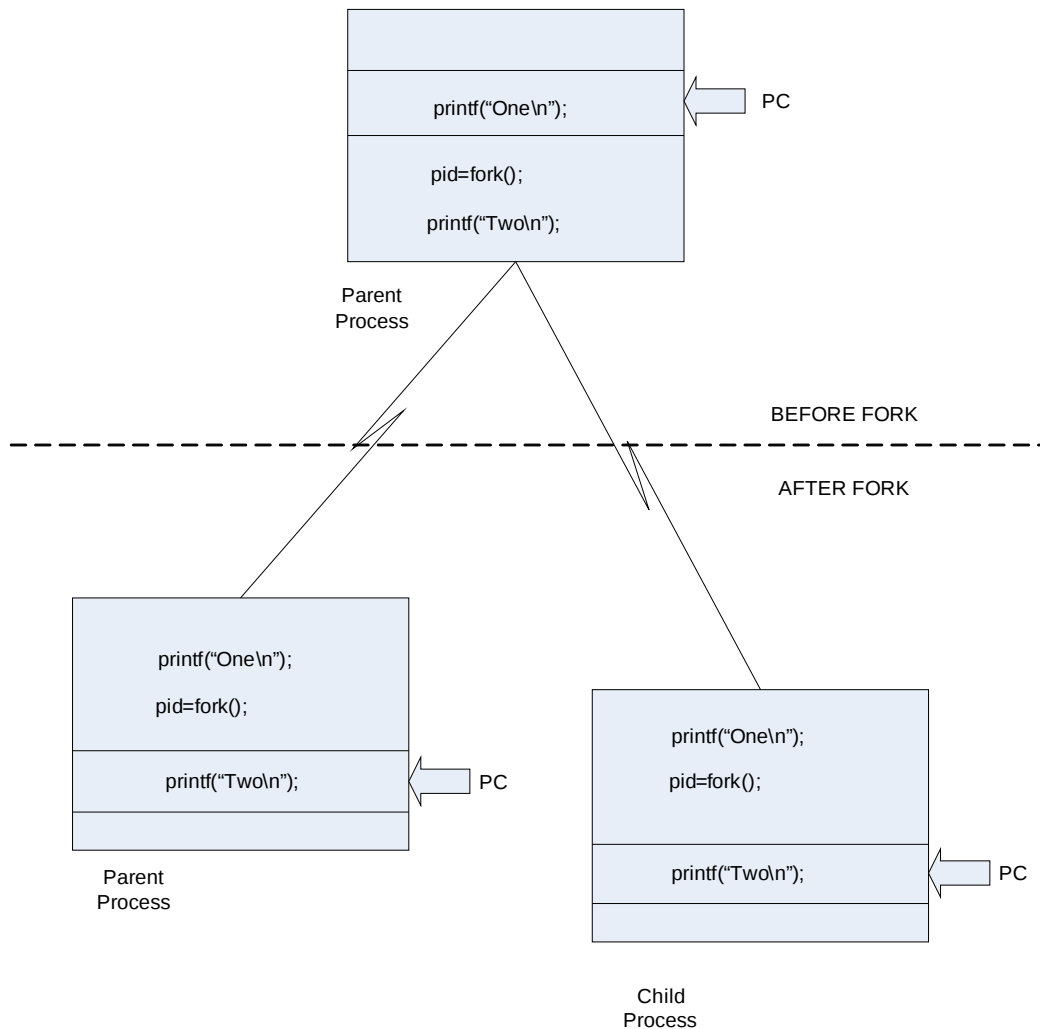 printf(“One\n”);
PC
pid=fork();
printf(“Two\n”);
Parent
Process
BEFORE FORK
AFTER FORK
printf(“One\n”);
pid=fork();
printf(“Two\n”);
PC
Parent
Process
printf(“One\n”);
pid=fork();
printf(“Two\n”);
PC
Child
Process